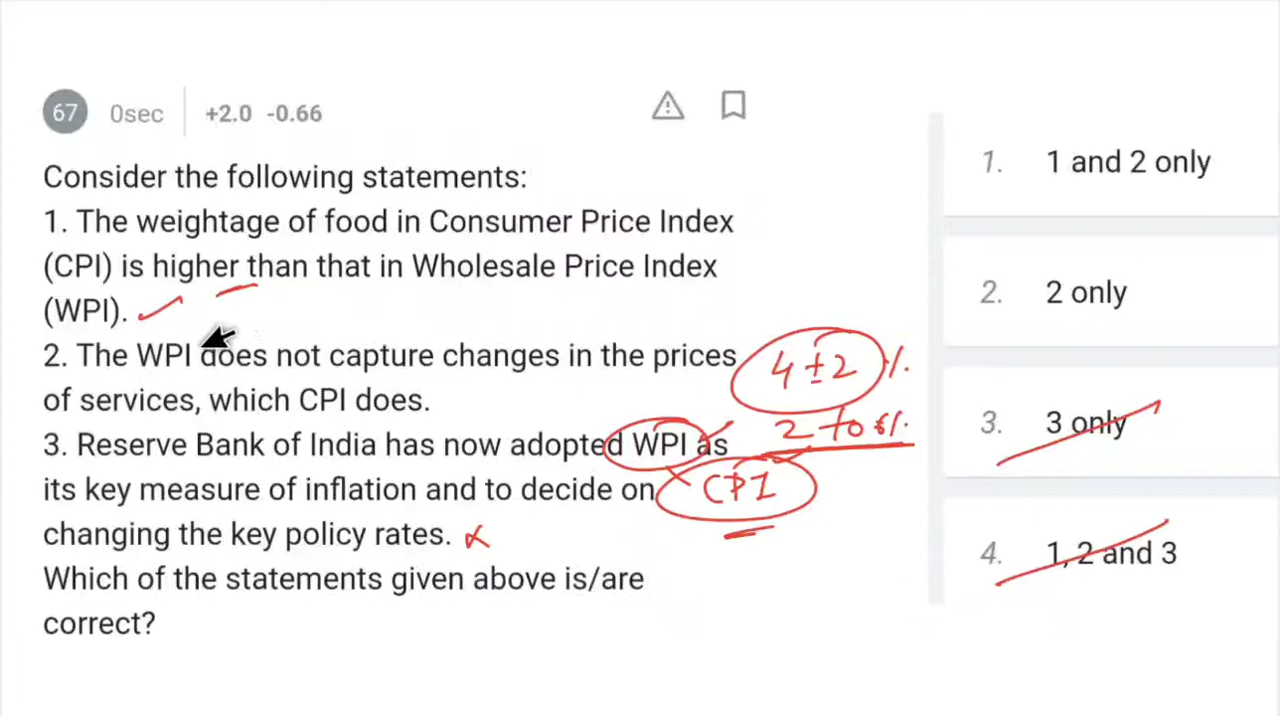 67 0sec +2.0 -0.66
Consider the following statements:
1. The weightage of food in Consumer Price Index
(CPI) is higher than that in Wholesale Price Index
(WPI).
2. The WPI does not capture changes in the prices
of services, which CPI does.
3. Reserve Bank of India has now adopted WPI as
its key measure of inflation and to decide on
changing the key policy rates.
Which of the statements given above is/are
correct?
4 ± 2 %.
2 to 6%.
CPI
1. 1 and 2 only
2. 2 only
3. 3 only
4. 1, 2 and 3